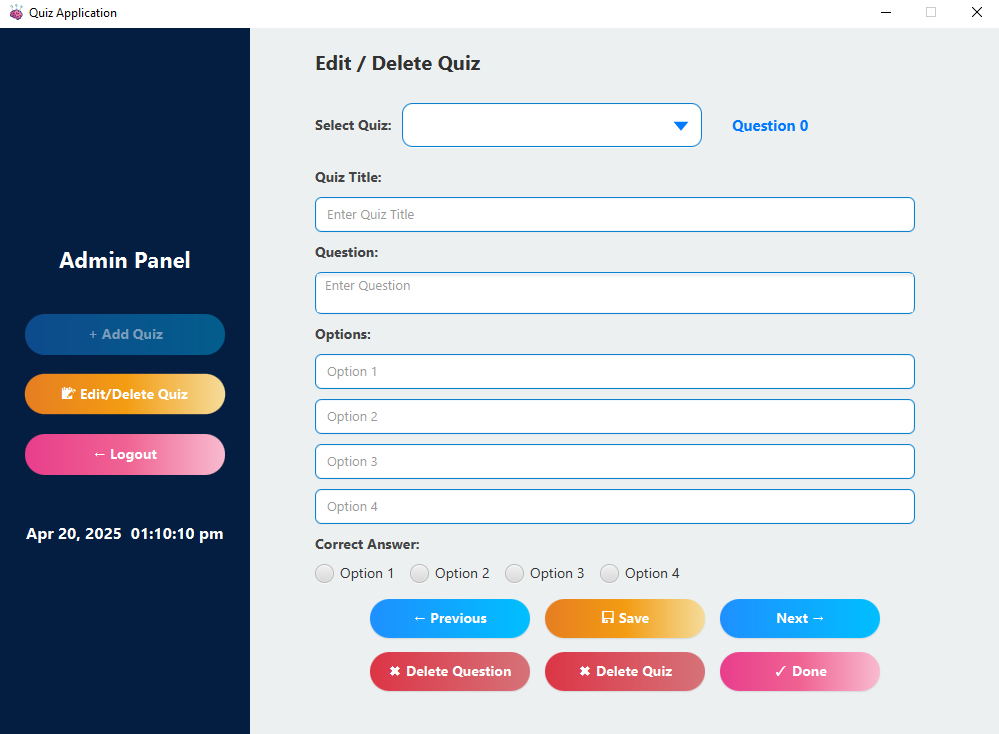 Quiz Application
Edit / Delete Quiz
Select Quiz:
Question 0
Quiz Title:
Enter Quiz Title
Question:
Enter Question
Options:
Option 1
Option 2
Option 3
Option 4
Correct Answer:
Option 1 Option 2 Option 3 Option 4
← Previous
Save
Next →
✖ Delete Question
✖ Delete Quiz
✓ Done
Admin Panel
+ Add Quiz
Edit/Delete Quiz
← Logout
Apr 20, 2025 01:10:10 pm